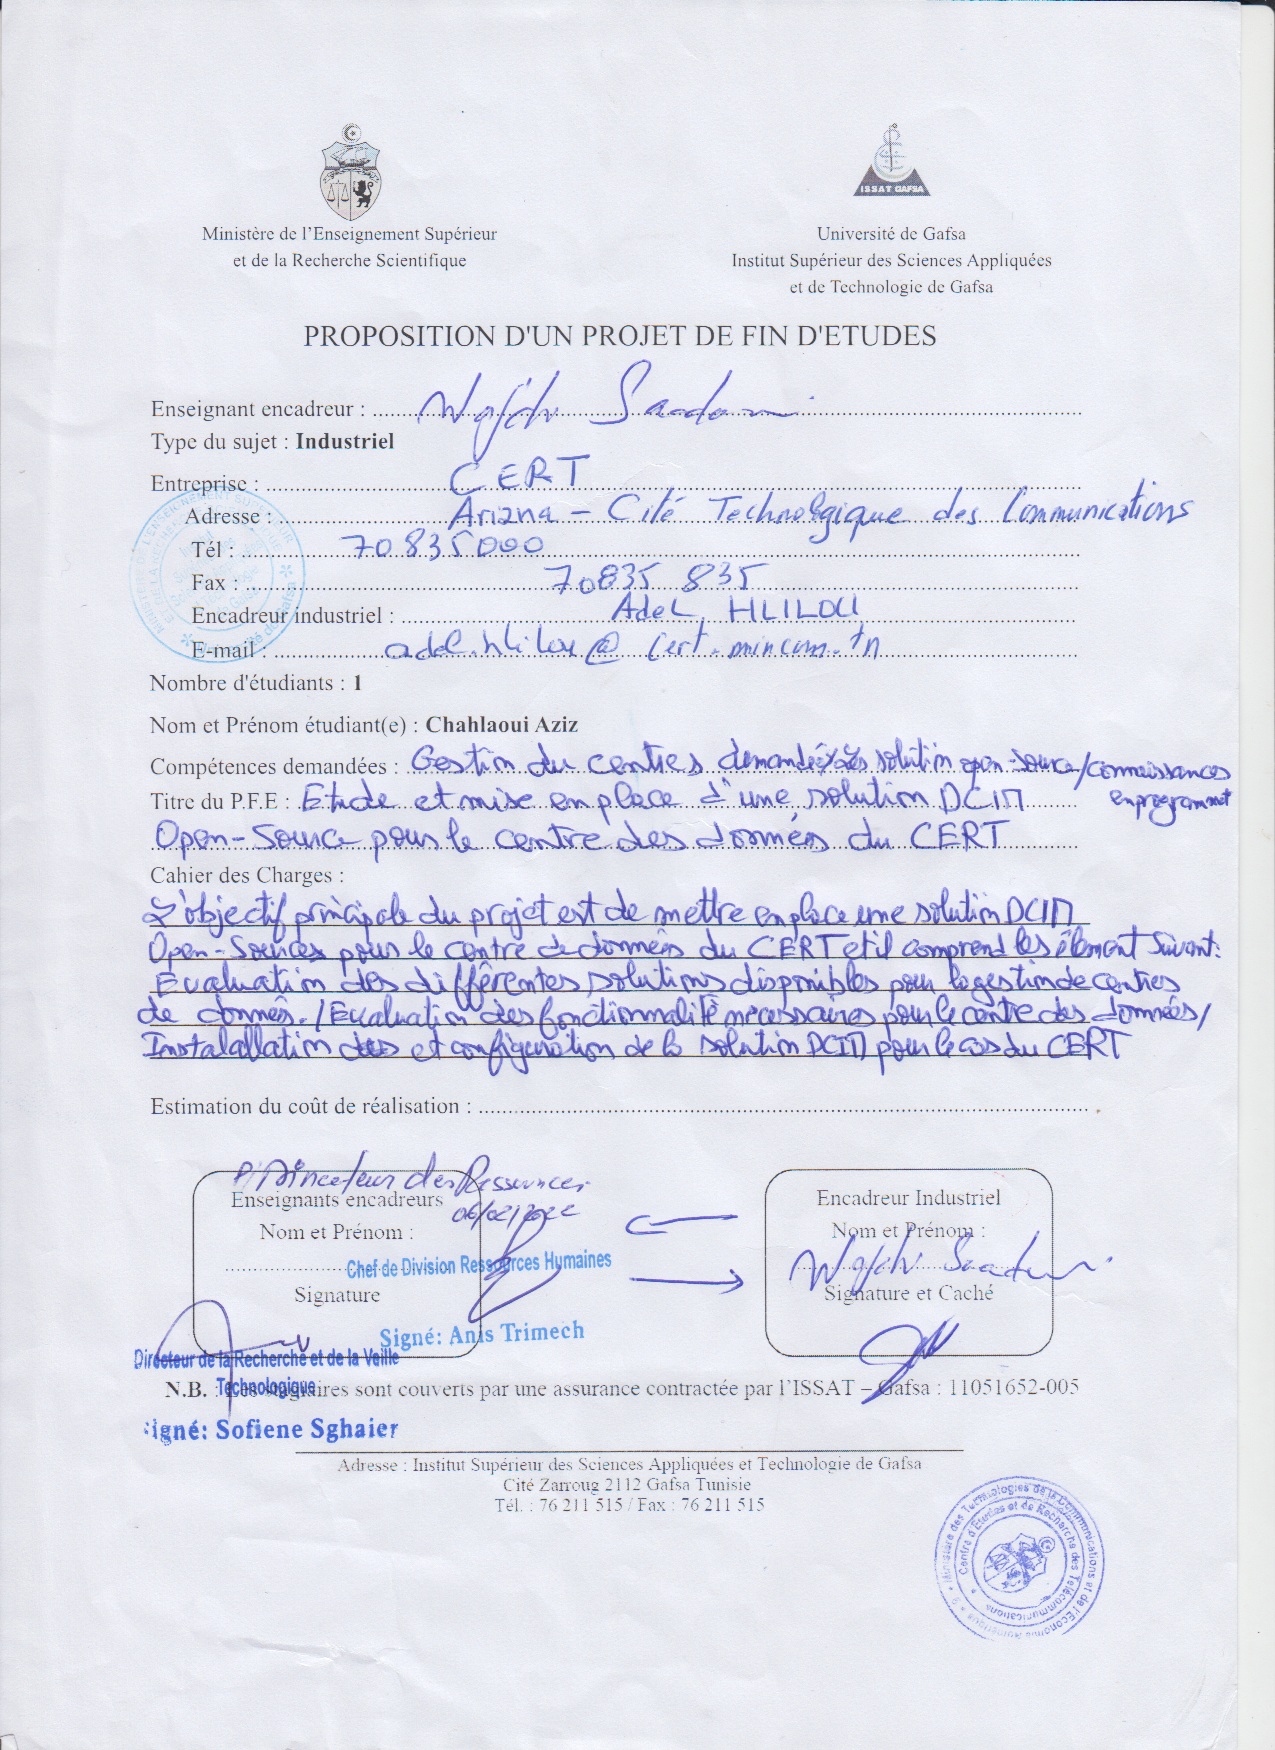 ISSAT GAFSA
Ministère de l'Enseignement Supérieur
et de la Recherche Scientifique
Université de Gafsa
Institut Supérieur des Sciences Appliquées
et de Technologie de Gafsa
PROPOSITION D'UN PROJET DE FIN D'ETUDES
Enseignant encadreur : Wajdi Saadaoui
Type du sujet : Industriel
Entreprise : CERT
Adresse : Ariana – Cité Technologique des Communications
Tél : 70835000
Fax : 70835 835
Encadreur industriel : Adel HLILOU
E-mail : adel.hlilou@cert.mincom.tn
Nombre d'étudiants : 1
Nom et Prénom étudiant(e) : Chahlaoui Aziz
Compétences demandées : Gestion du centres solution open-source/connaissances
Titre du P.F.E : Etude et mise en place d'une solution DCIM
Open-Source pour le centre des données du CERT
Cahier des Charges :
L'objectif principale du projet est de mettre en place une solution DCIM
Open-Sources pour le centre de données du CERT et il comprend les élement Suivant:
Evaluation des différentes solutions disponibles pour la gestion de centres
de données. / Evaluation des fonctionnalité nécessaires pour le centre des données/
Instalallation et configuration de la solution DCIM pour le cas du CERT
Estimation du coût de réalisation :
P/Directeur des Ressources
06/02/2022
Enseignants encadreurs
Nom et Prénom :
Chef de Division Ressources Humaines
Signature
Signé: Anis Trimech
Encadreur Industriel
Nom et Prénom :
Wajdi Saadaoui
Signature et Caché
Directeur de la Recherche et de la Veille
Technologique
N.B. : sont couverts par une assurance contractée par l'ISSAT – Gafsa : 11051652-005
Signé: Sofiene Sghaier
Adresse : Institut Supérieur des Sciences Appliquées et Technologie de Gafsa
Cité Zarroug 2112 Gafsa Tunisie
Tél. : 76 211 515 / Fax : 76 211 515
Ministère des Technologies de la Communications et de l'Economie Numérique
Centre d'Etudes et de Recherche des Télécommunications